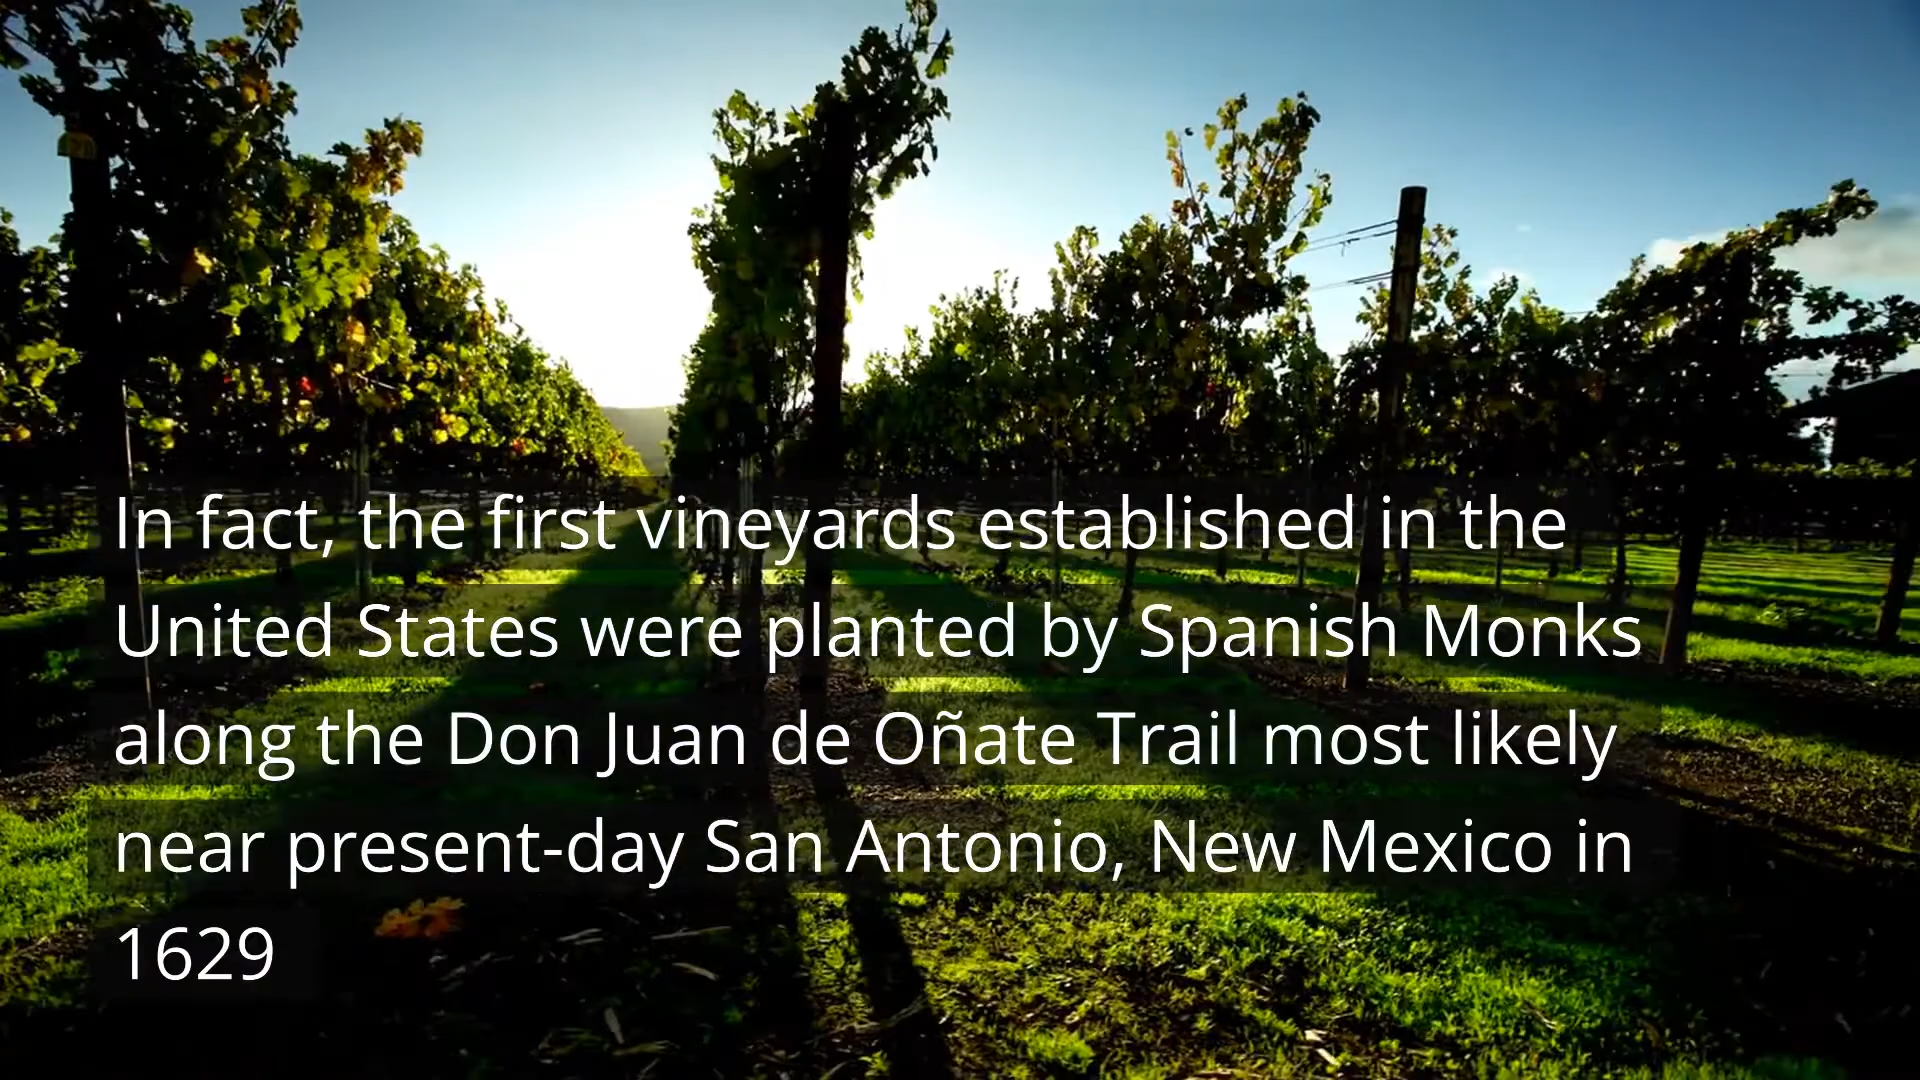 In fact, the first vineyards established in the
United States were planted by Spanish Monks
along the Don Juan de Oñate Trail most likely
near present-day San Antonio, New Mexico in
1629